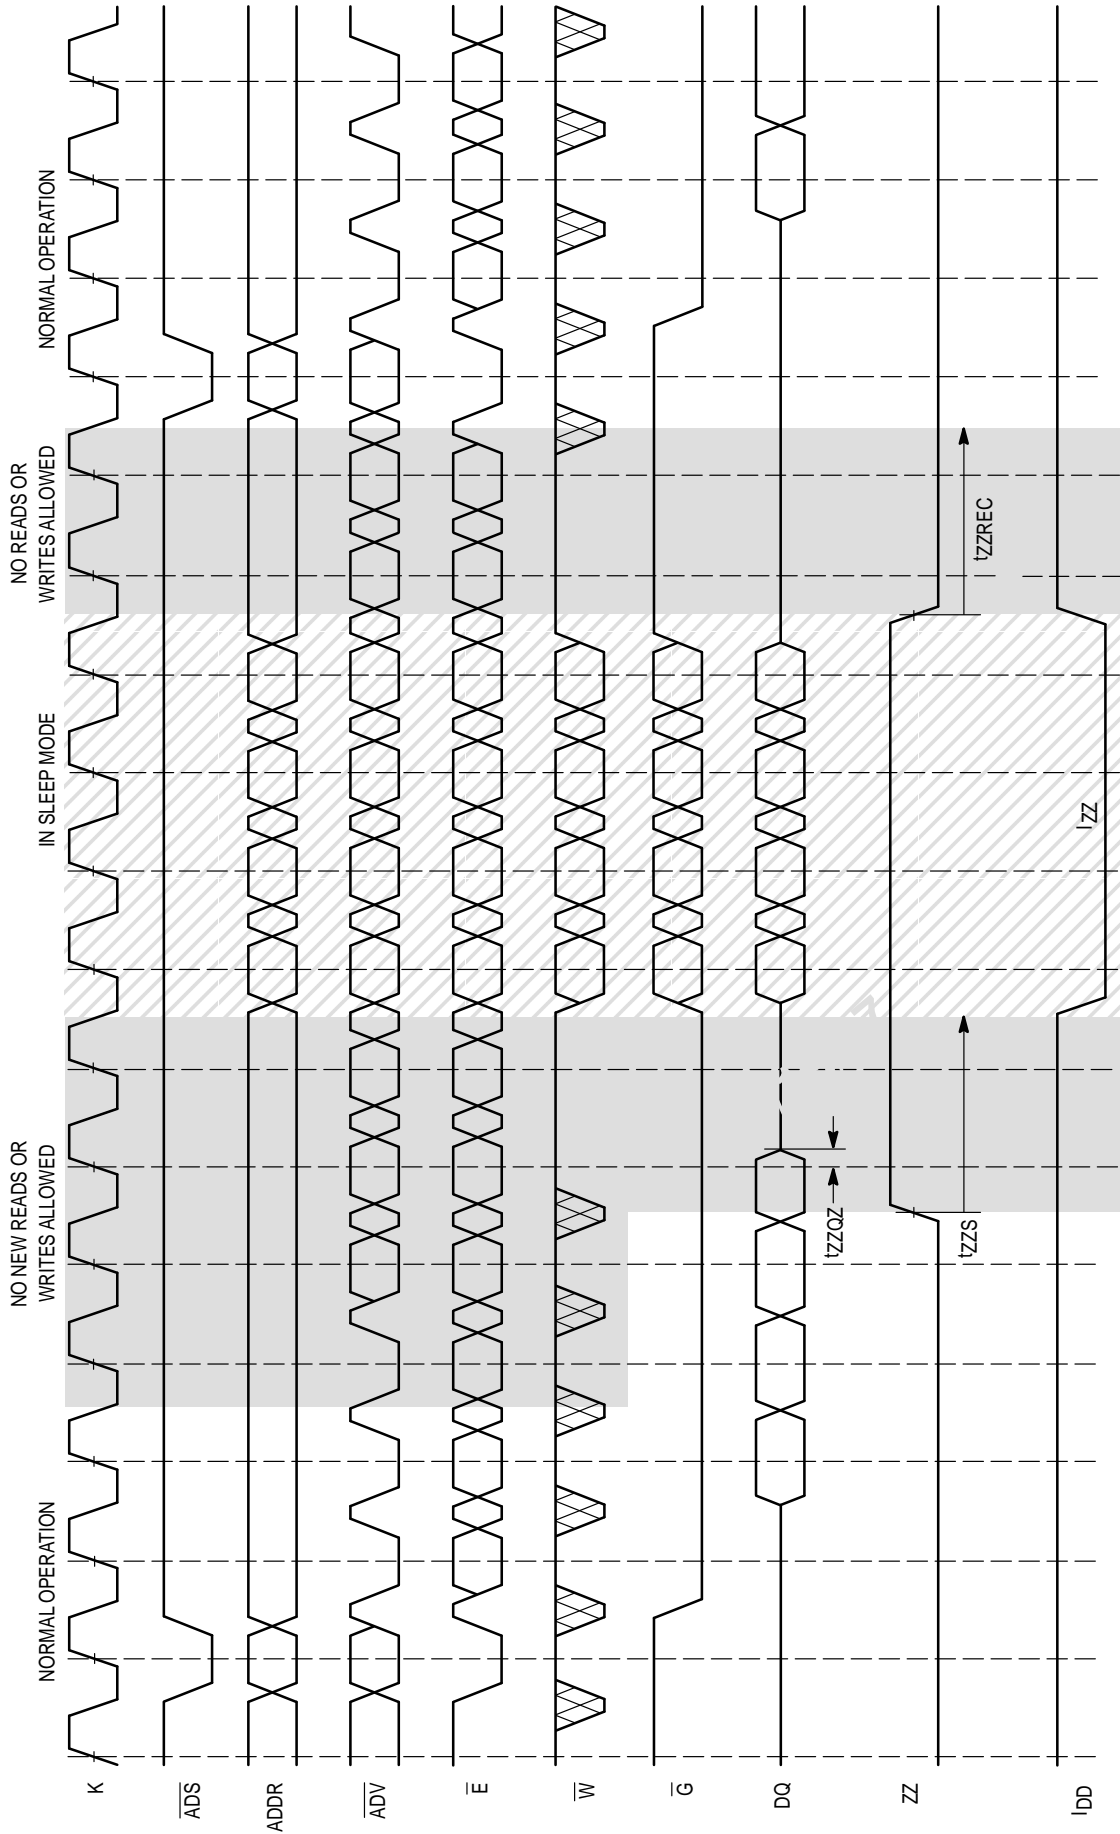 NORMAL OPERATION
NO NEW READS OR
WRITES ALLOWED
IN SLEEP MODE
NO READS OR
WRITES ALLOWED
NORMAL OPERATION
K
ADS
ADDR
ADV
E
W
G
DQ
tZZQZ
ZZ
tZZS
tZZREC
IDD
IZZ